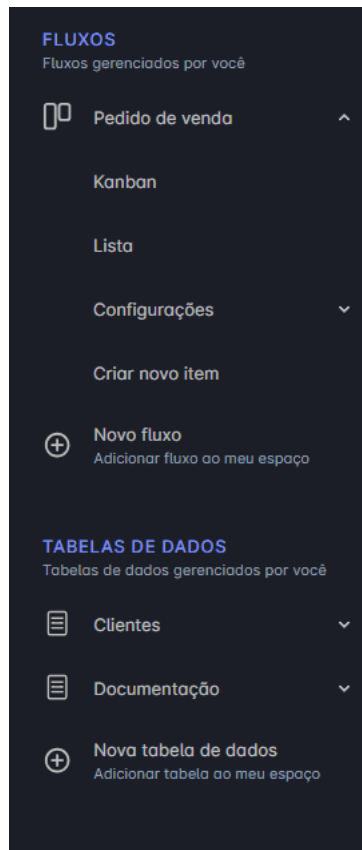 FLUXOS
Fluxos gerenciados por você
Pedido de venda
Kanban
Lista
Configurações
Criar novo item
Novo fluxo
Adicionar fluxo ao meu espaço
TABELAS DE DADOS
Tabelas de dados gerenciados por você
Clientes
Documentação
Nova tabela de dados
Adicionar tabela ao meu espaço